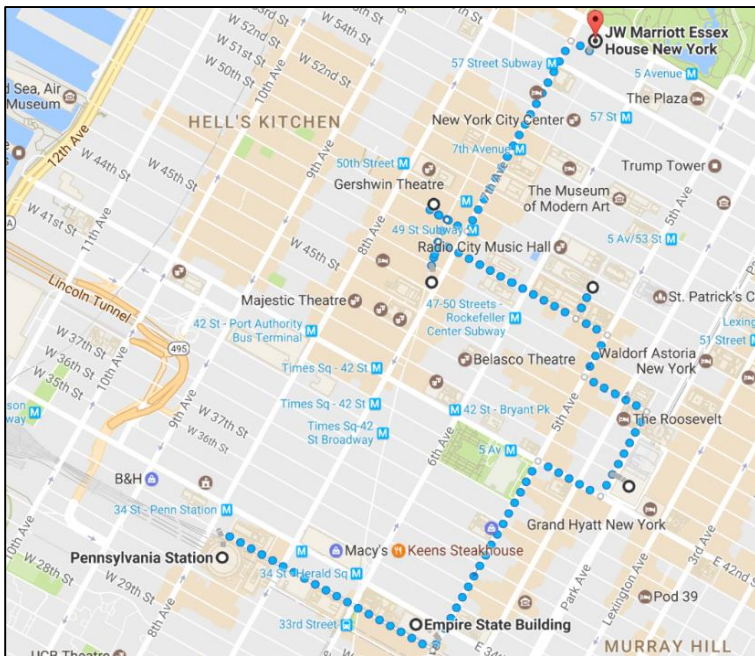 W 54th St
JW Marriott Essex
House New York
W 52nd St
W 51st St
W 50th St
10th Ave
W 52nd St
57 Street Subway
5 Avenue
d Sea, Air
Museum
12th Ave
The Plaza
HELL'S KITCHEN
New York City Center
57 St
W 44th St
W 45th St
9th Ave
50th Street
7th Avenue
7th Ave
Trump Tower
Gershwin Theatre
The Museum
of Modern Art
W 41st St
11th Ave
8th Ave
49 St Subway
5th Ave
5 Av/53 St
A
W 45th St
Radio City Music Hall
Lincoln Tunnel
Majestic Theatre
47-50 Streets -
Rockefeller
Center Subway
St. Patrick's C
42 St - Port Authority
Bus Terminal
51 Street
495
W 37th St
W 36th St
W 35th St
10th Ave
9th Ave
Belasco Theatre
Waldorf Astoria
New York
Times Sq - 42 St
5th Ave
Times Sq - 42 St
42 St - Bryant Pk
The Roosevelt
W 37th St
W 36th St
Times Sq-42
St Broadway
6th Ave
5 Av
B&H
34 St - Penn Station
Grand Hyatt New York
3rd Ave
E 42nd St
10th Ave
Macy's
Keens Steakhouse
Pennsylvania Station
W 28th St
W 29th St
34 St - Herald Sq
Park Ave
Lexington Ave
Pod 39
8th Ave
33rd Street
Empire State Building
UCB Theatre
E 34th
MURRAY HILL